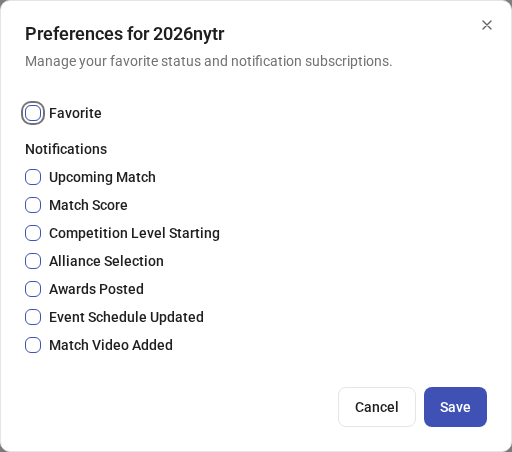 Preferences for 2026nytr
Manage your favorite status and notification subscriptions.
Favorite
Notifications
Upcoming Match
Match Score
Competition Level Starting
Alliance Selection
Awards Posted
Event Schedule Updated
Match Video Added
Cancel
Save